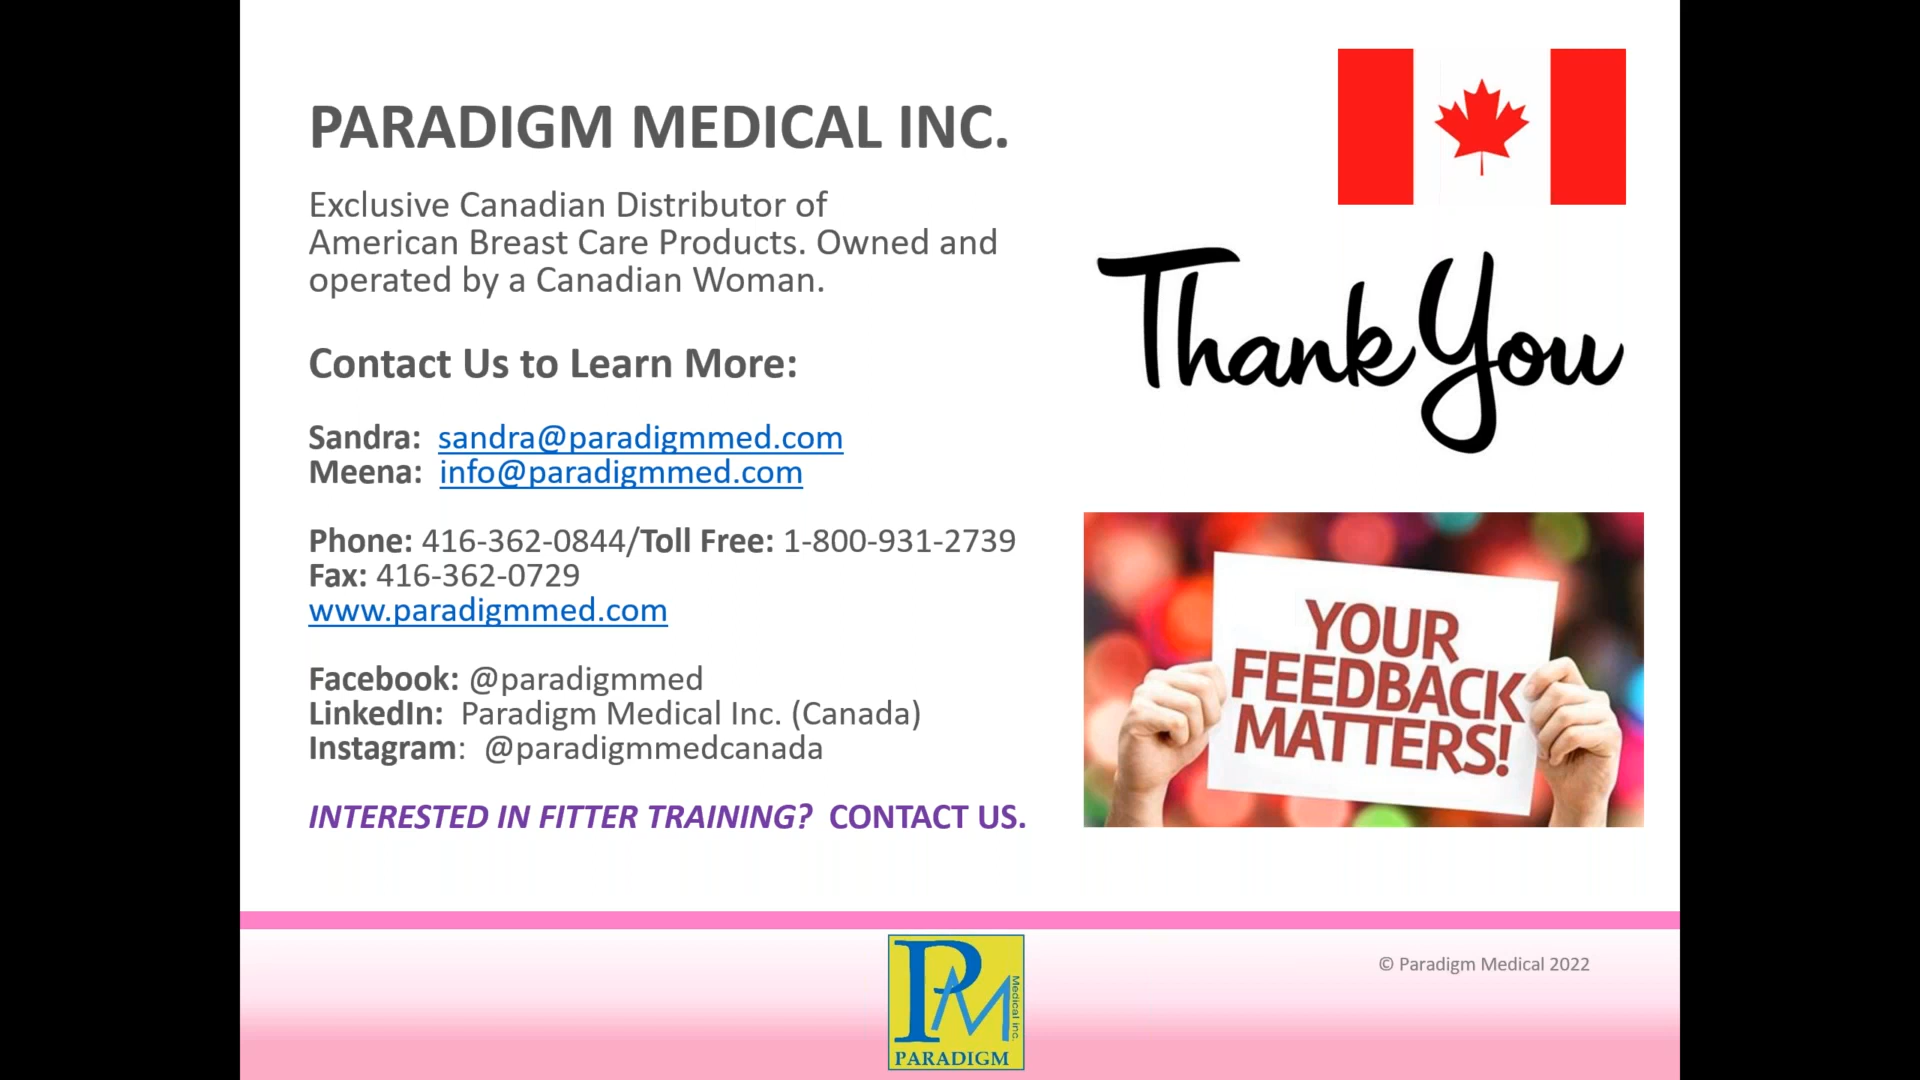 PARADIGM MEDICAL INC.
Exclusive Canadian Distributor of
American Breast Care Products. Owned and
operated by a Canadian Woman.
Contact Us to Learn More:
Sandra: sandra@paradigmmed.com
Meena: info@paradigmmed.com
Phone: 416-362-0844/Toll Free: 1-800-931-2739
Fax: 416-362-0729
www.paradigmmed.com
Facebook: @paradigmmed
LinkedIn: Paradigm Medical Inc. (Canada)
Instagram: @paradigmmedcanada
INTERESTED IN FITTER TRAINING? CONTACT US.
Thank You
YOUR
FEEDBACK
MATTERS!
PM
Medical inc.
PARADIGM
© Paradigm Medical 2022